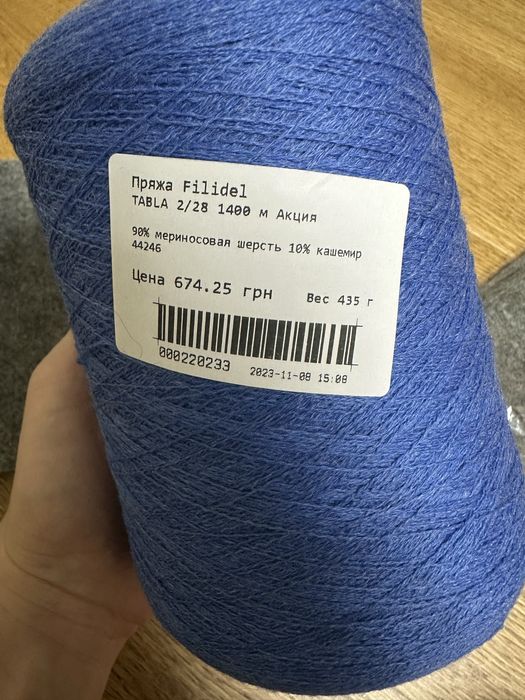 Пряжа Filidel
TABLA 2/28 1400 м Акция
90% мериносовая шерсть 10% кашемир
44246
Цена 674.25 грн Вес 435 г
000220233 2023-11-08 15:08